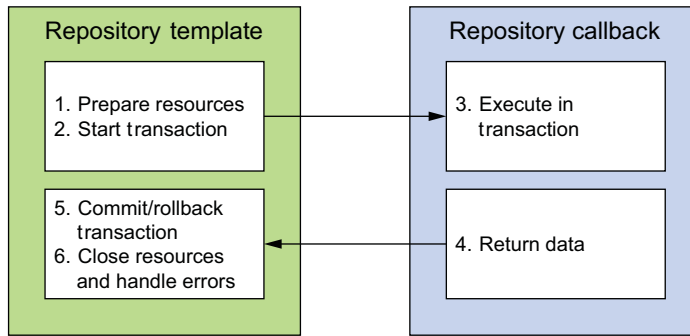 Repository template
1. Prepare resources
2. Start transaction
5. Commit/rollback
transaction
6. Close resources
and handle errors
Repository callback
3. Execute in
transaction
4. Return data